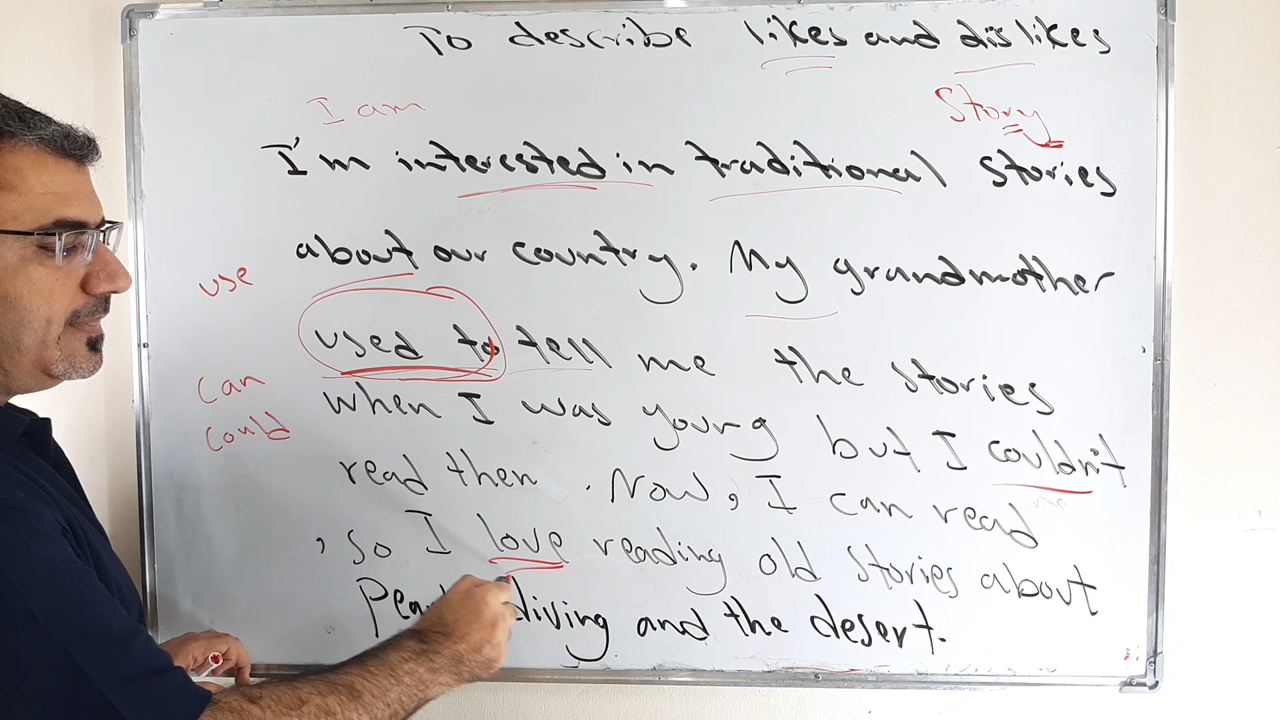 To describe likes and dislikes
I am
Story
I'm interested in traditional stories
about our country. My grandmother
use
used to tell me the stories
can
could
when I was young but I couldn't
read then. Now, I can read
, so I love reading old stories about
diving and the desert.